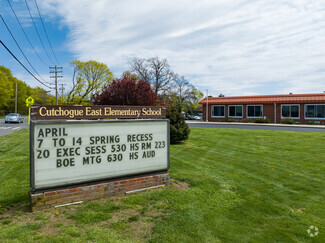 Cutchogue East Elementary School
APRIL
7 TO 14 SPRING RECESS
20 EXEC SESS 530 HS RM 223
BOE MTG 630 HS AUD